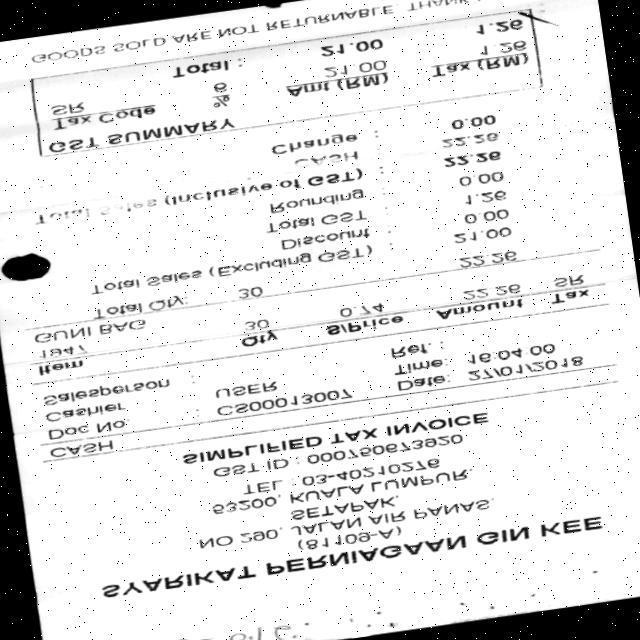 SYARIKAT PERNIAGAAN GIN KEE
(81109-A)
NO 290, JALAN AIR PANAS,
SETAPAK,
53200, KUALA LUMPUR
TEL : 03-40210276
GST ID : 000750673920
SIMPLIFIED TAX INVOICE
CASH
Doc No. : CS00013007 Date: 27/01/2018
Cashier USER Time: 16:04:00
Salesperson : Ref. :
Item Qty S/Price Amount Tax
1947 30 0.74 22.26 SR
GUNI BAG
Total Qty: 30 22.26
Total Sales (Excluding GST) : 21.00
Discount : 0.00
Total GST : 1.26
Rounding : 0.00
Total Sales (Inclusive of GST) : 22.26
CASH 22.26
Change : 0.00
GST SUMMARY
Tax Code % Amt (RM) Tax (RM)
SR 6 21.00 1.26
Total : 21.00 1.26
GOODS SOLD ARE NOT RETURNABLE,